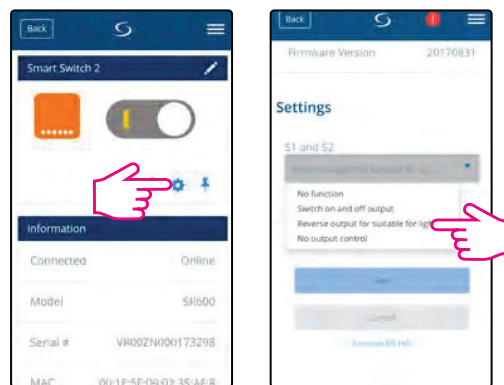 Back
Smart Switch 2
Information
Connected Online
Model SR600
Serial # VR00ZN000173298
MAC
Back
Firmware Version 20170831
Settings
S1 and S2
No function
Switch on and off output
Reverse output for suitable for
No output control
Cancel